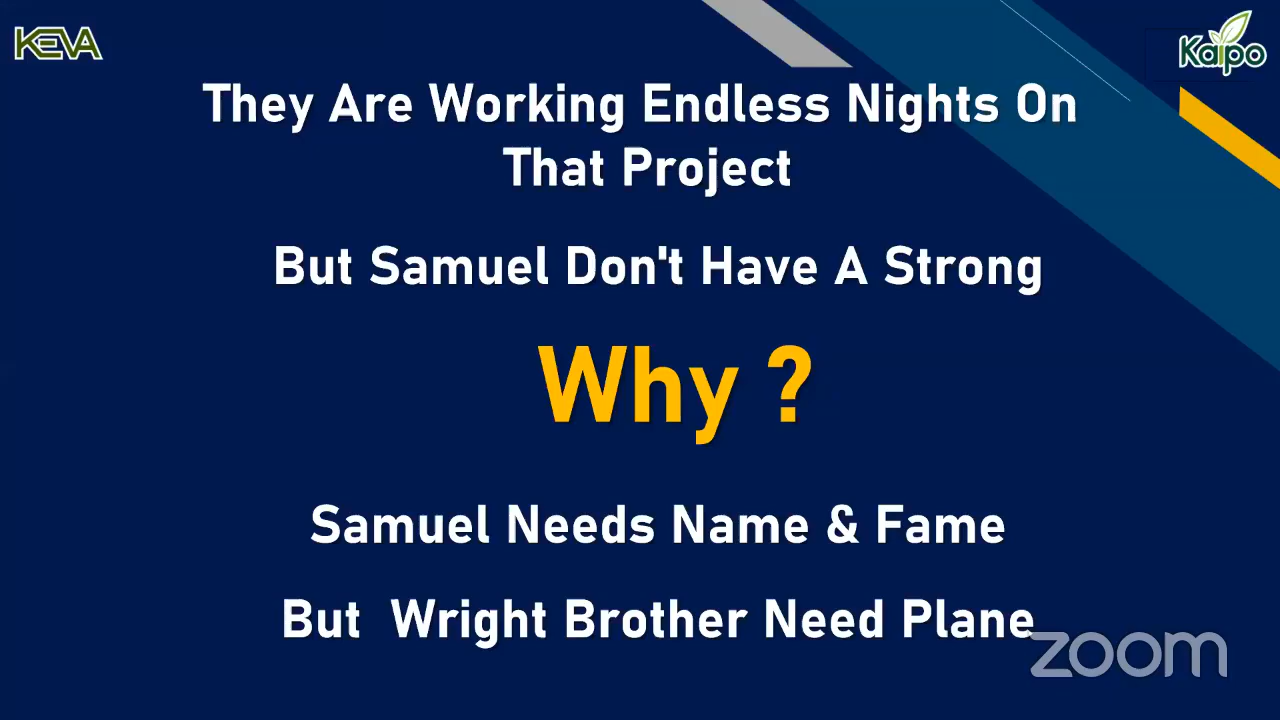 KEVA
Kaipo
They Are Working Endless Nights On
That Project
But Samuel Don't Have A Strong
Why ?
Samuel Needs Name & Fame
But Wright Brother Need Plane
zoom